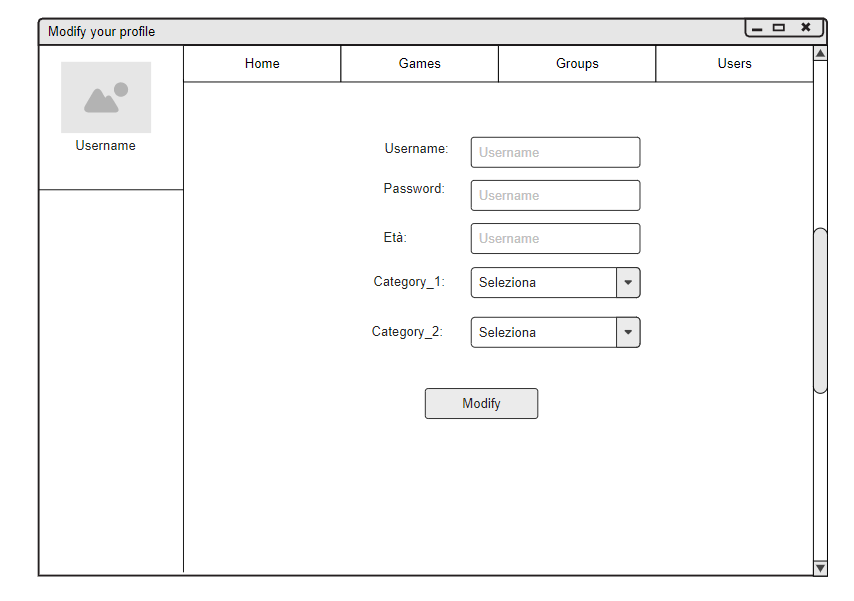 Modify your profile
Home
Games
Groups
Users
Username
Username:
Username
Password:
Username
Età:
Username
Category_1:
Seleziona
Category_2:
Seleziona
Modify